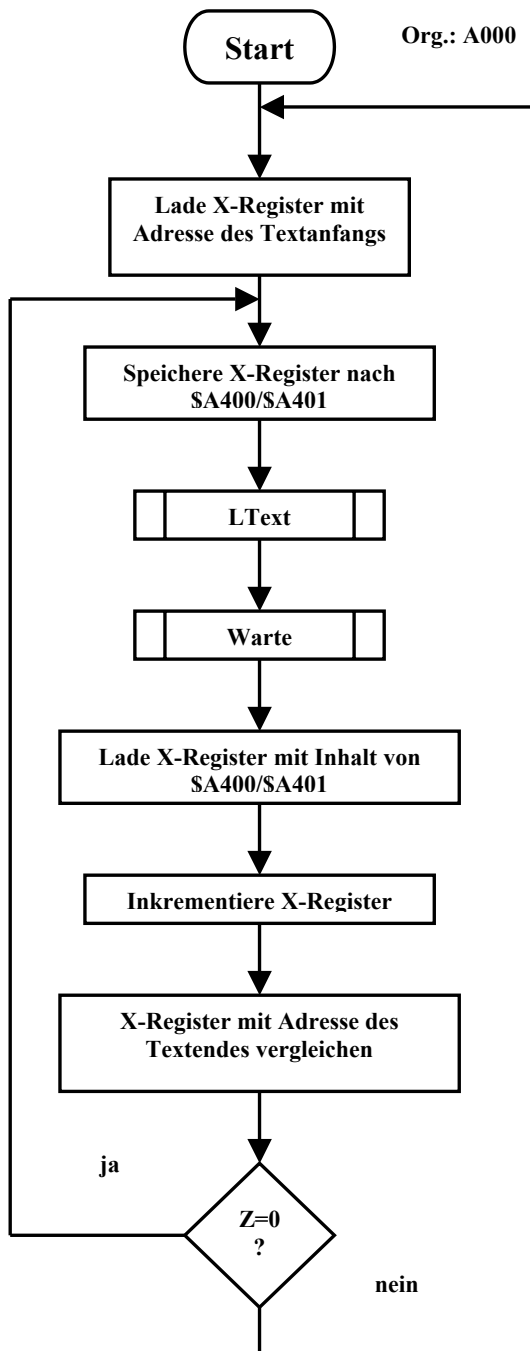 Start
Org.: A000
Lade X-Register mit
Adresse des Textanfangs
Speichere X-Register nach
$A400/$A401
LText
Warte
Lade X-Register mit Inhalt von
$A400/$A401
Inkrementiere X-Register
X-Register mit Adresse des
Textendes vergleichen
ja
Z=0
?
nein